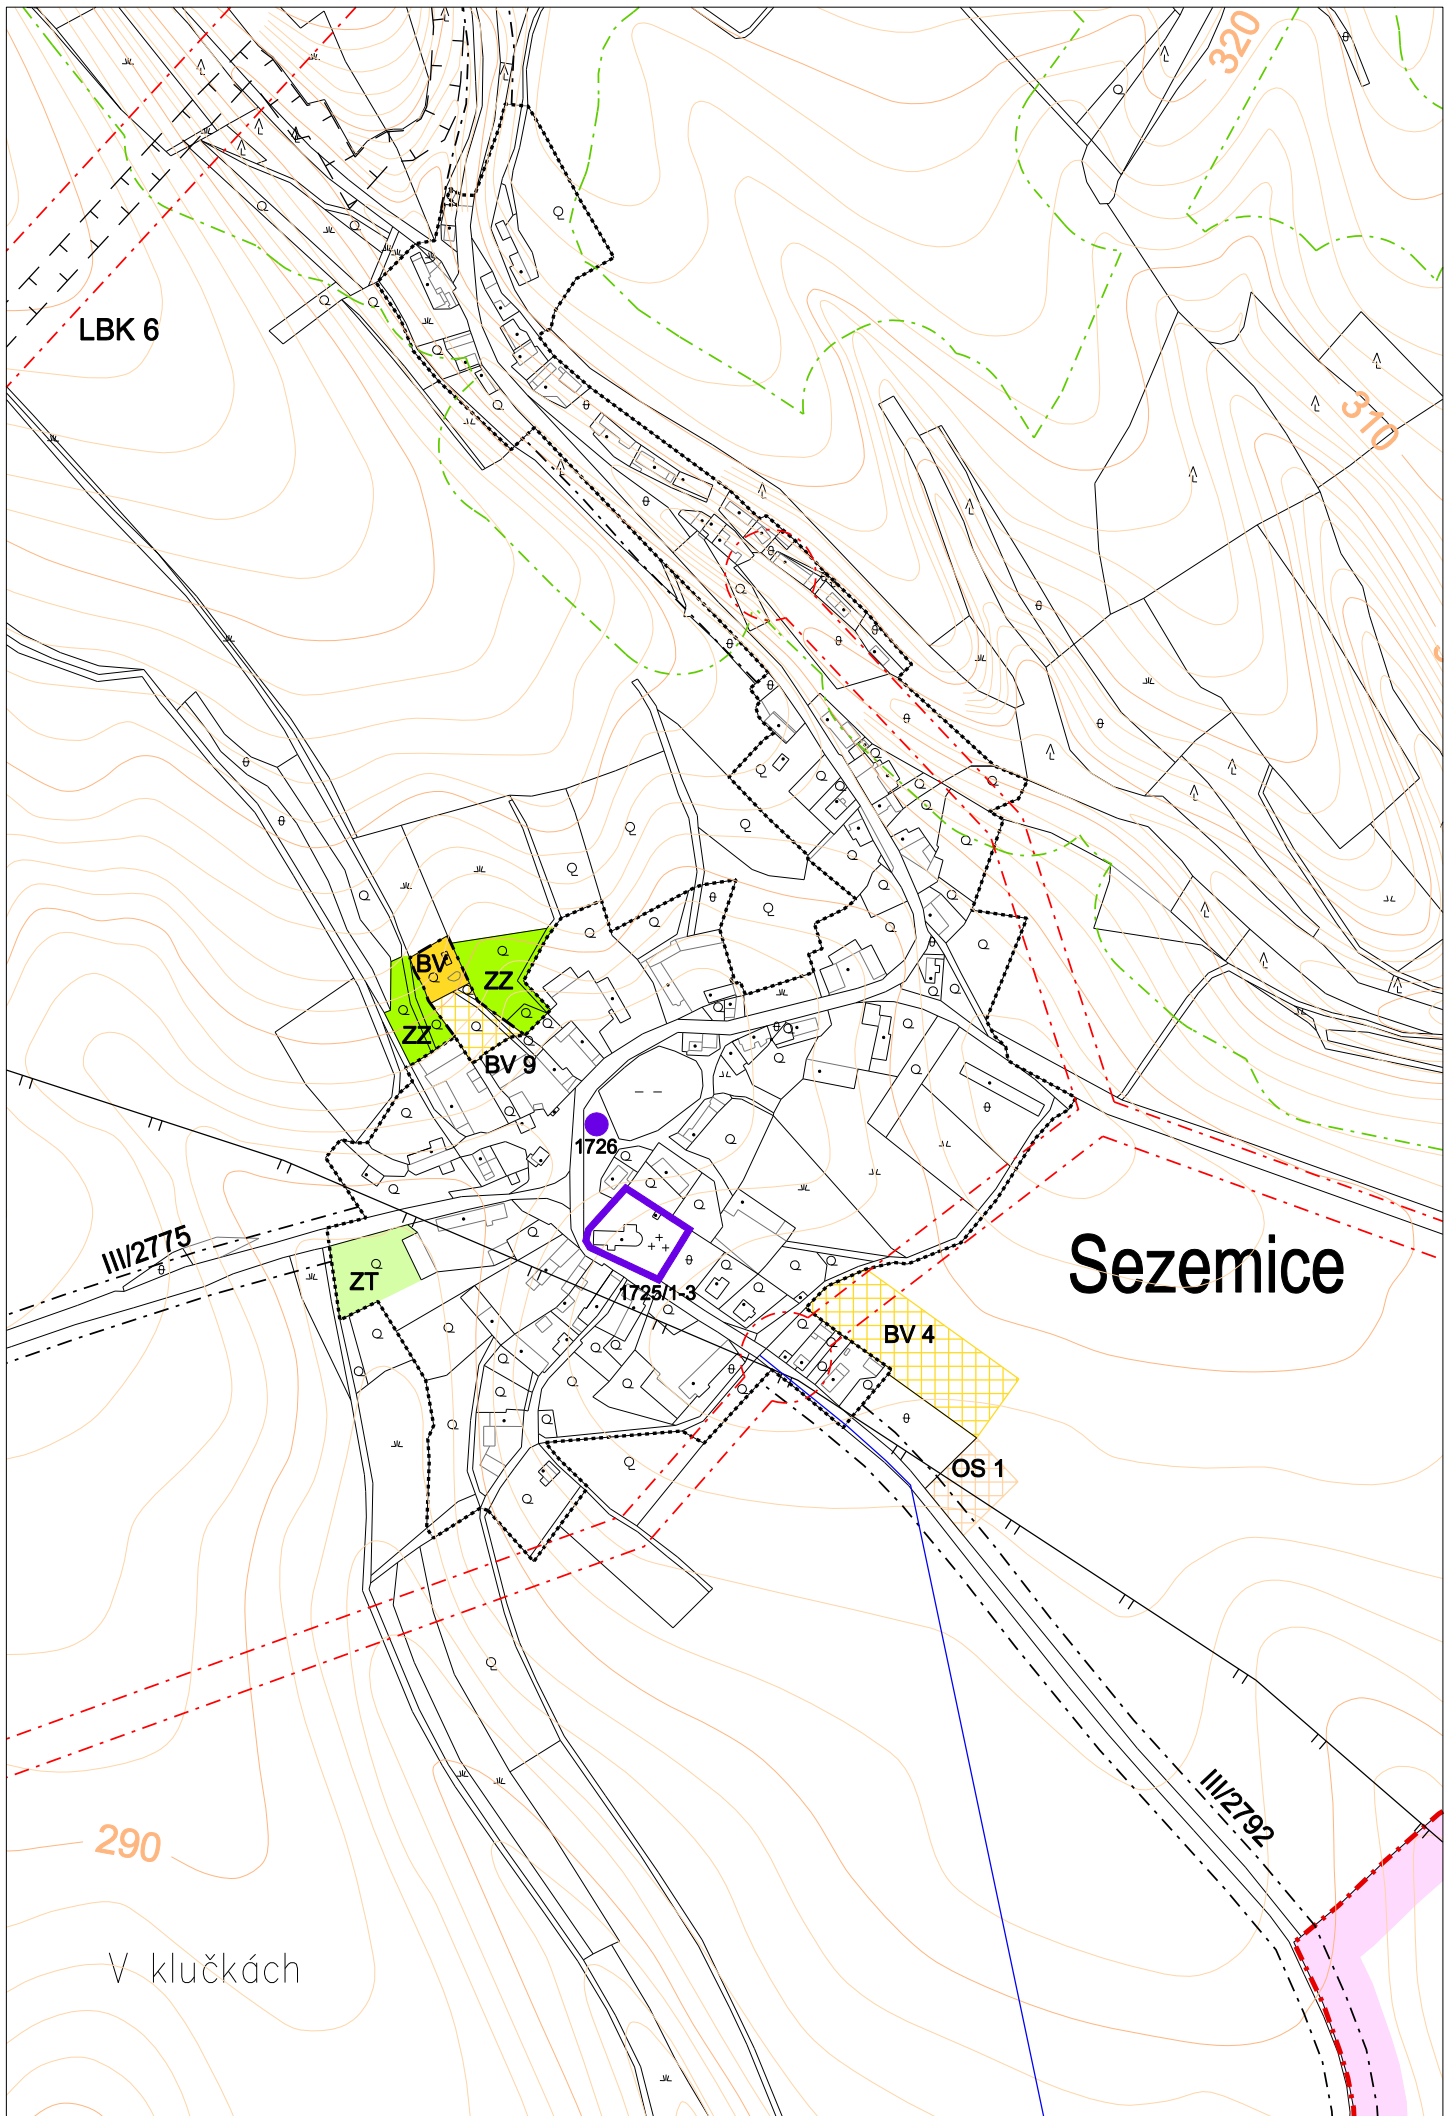 320
LBK 6
310
BV
ZZ
ZZ
BV 9
1726
III/2775
Sezemice
ZT
1725/1-3
BV 4
OS 1
III/2792
290
V klučkách